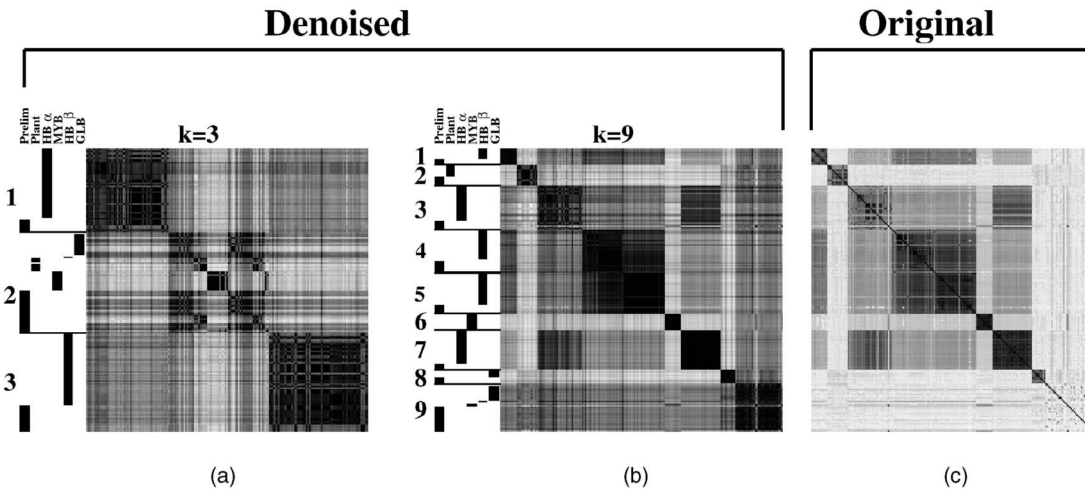 Denoised
Original
Prelim
Plant
HB α
MYB
HB β
GLB
k=3
Prelim
Plant
HB α
MYB
HB β
GLB
k=9
1
2
3
1
2
3
4
5
6
7
8
9
(a)
(b)
(c)